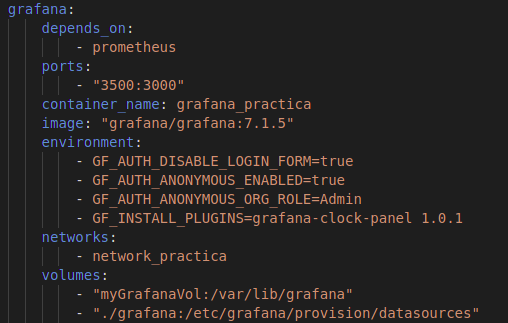 grafana:
    depends_on:
        - prometheus
    ports:
        - "3500:3000"
    container_name: grafana_practica
    image: "grafana/grafana:7.1.5"
    environment:
        - GF_AUTH_DISABLE_LOGIN_FORM=true
        - GF_AUTH_ANONYMOUS_ENABLED=true
        - GF_AUTH_ANONYMOUS_ORG_ROLE=Admin
        - GF_INSTALL_PLUGINS=grafana-clock-panel 1.0.1
    networks:
        - network_practica
    volumes:
        - "myGrafanaVol:/var/lib/grafana"
        - "./grafana:/etc/grafana/provision/datasources"